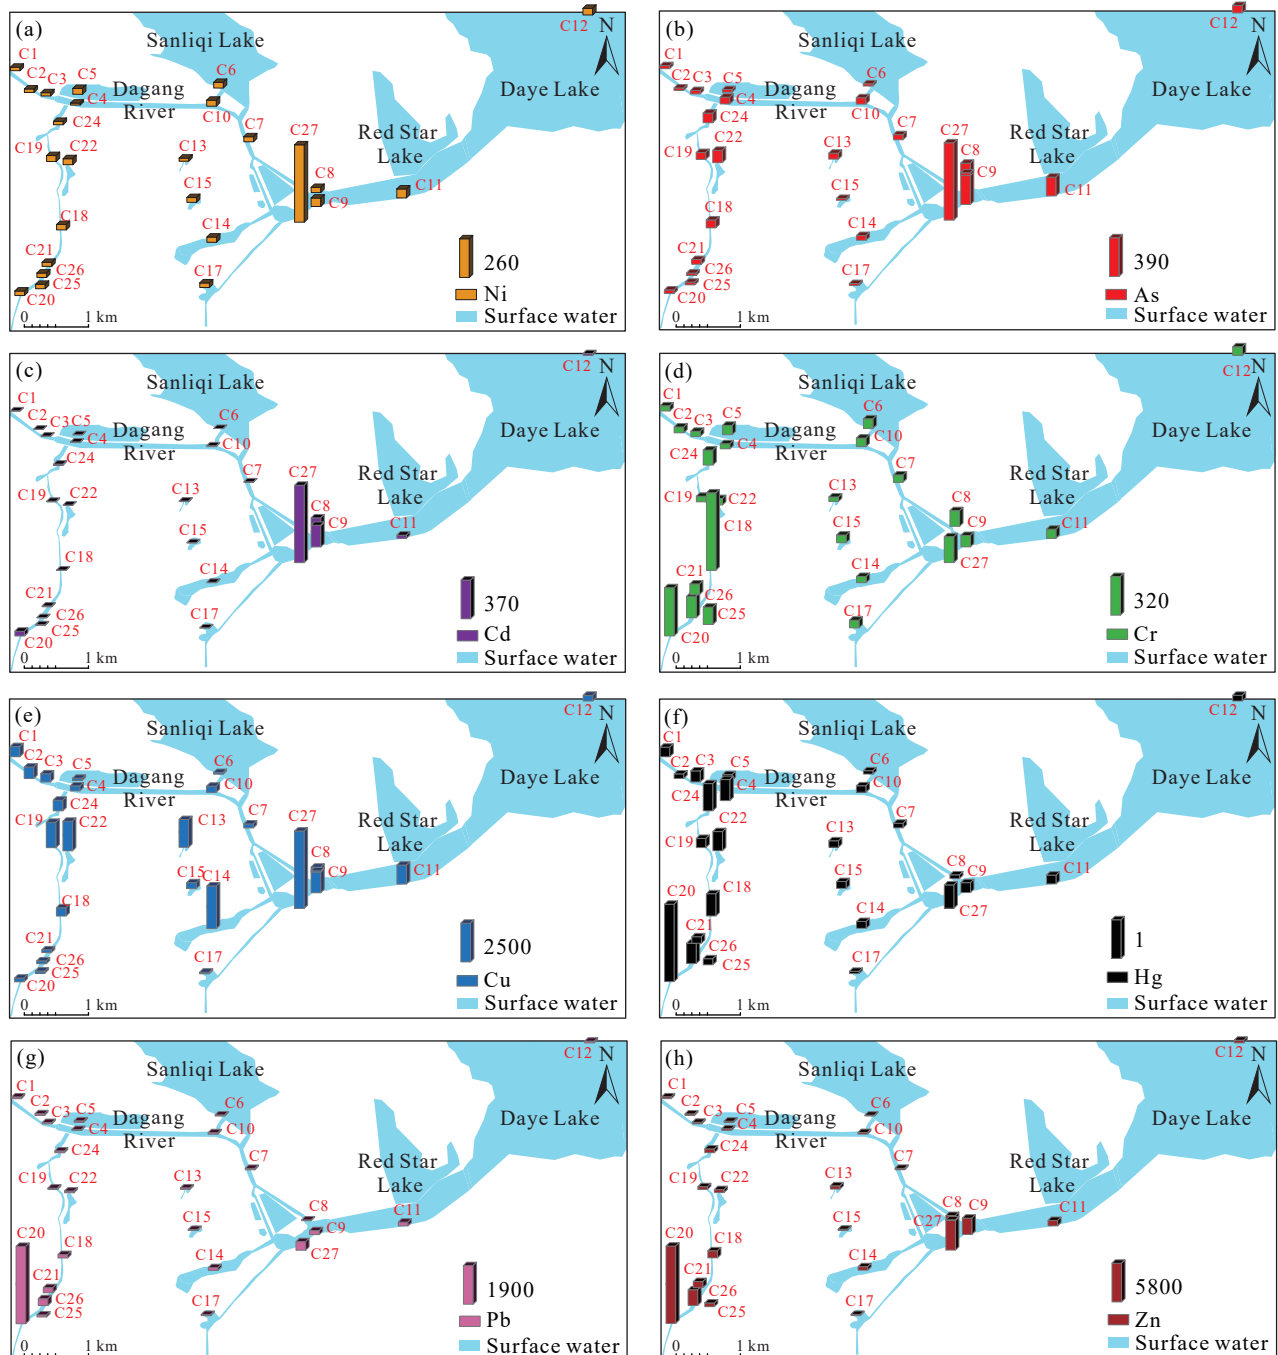 (a)
Sanliqi Lake
C12
N
C1
C2
C3
C5
C4
Dagang
River
C6
C10
Daye Lake
C24
C7
C27
Red Star
Lake
C19
C22
C13
C8
C15
C9
C11
C18
C14
C21
C26
C25
C17
C20
260
Ni
Surface water
0
1 km
(b)
Sanliqi Lake
C12
N
C1
C2
C3
C5
C4
Dagang
River
C6
C10
Daye Lake
C24
C7
C27
Red Star
Lake
C19
C22
C13
C8
C15
C9
C11
C18
C14
C21
C26
C25
C17
C20
390
As
Surface water
0
1 km
(c)
Sanliqi Lake
C12
N
C1
C2
C3
C5
C4
Dagang
River
C6
C10
Daye Lake
C24
C7
C27
Red Star
Lake
C19
C22
C13
C8
C15
C9
C11
C18
C14
C21
C26
C25
C17
C20
370
Cd
Surface water
0
1 km
(d)
Sanliqi Lake
C12
N
C1
C2
C3
C5
C4
Dagang
River
C6
C10
Daye Lake
C24
C7
Red Star
Lake
C19
C22
C13
C8
C18
C15
C9
C11
C27
C14
C21
C26
C25
C17
C20
320
Cr
Surface water
0
1 km
(e)
Sanliqi Lake
C12
N
C1
C2
C3
C5
C4
Dagang
River
C6
C10
Daye Lake
C24
C7
C27
Red Star
Lake
C19
C22
C13
C8
C15
C14
C9
C11
C18
C21
C26
C25
C17
C20
2500
Cu
Surface water
0
1 km
(f)
Sanliqi Lake
C12
N
C1
C2
C3
C5
C4
Dagang
River
C6
C10
Daye Lake
C24
C7
Red Star
Lake
C19
C22
C13
C8
C20
C18
C15
C9
C11
C27
C14
C21
C26
C25
C17
1
Hg
Surface water
0
1 km
(g)
Sanliqi Lake
C12
N
C1
C2
C3
C5
C4
Dagang
River
C6
C10
Daye Lake
C24
C7
Red Star
Lake
C19
C22
C13
C8
C15
C9
C11
C20
C18
C27
C14
C21
C26
C25
C17
1900
Pb
Surface water
0
1 km
(h)
Sanliqi Lake
C12
N
C1
C2
C3
C5
C4
Dagang
River
C6
C10
Daye Lake
C24
C7
Red Star
Lake
C19
C22
C13
C8
C15
C27
C9
C11
C20
C18
C14
C21
C26
C25
C17
5800
Zn
Surface water
0
1 km